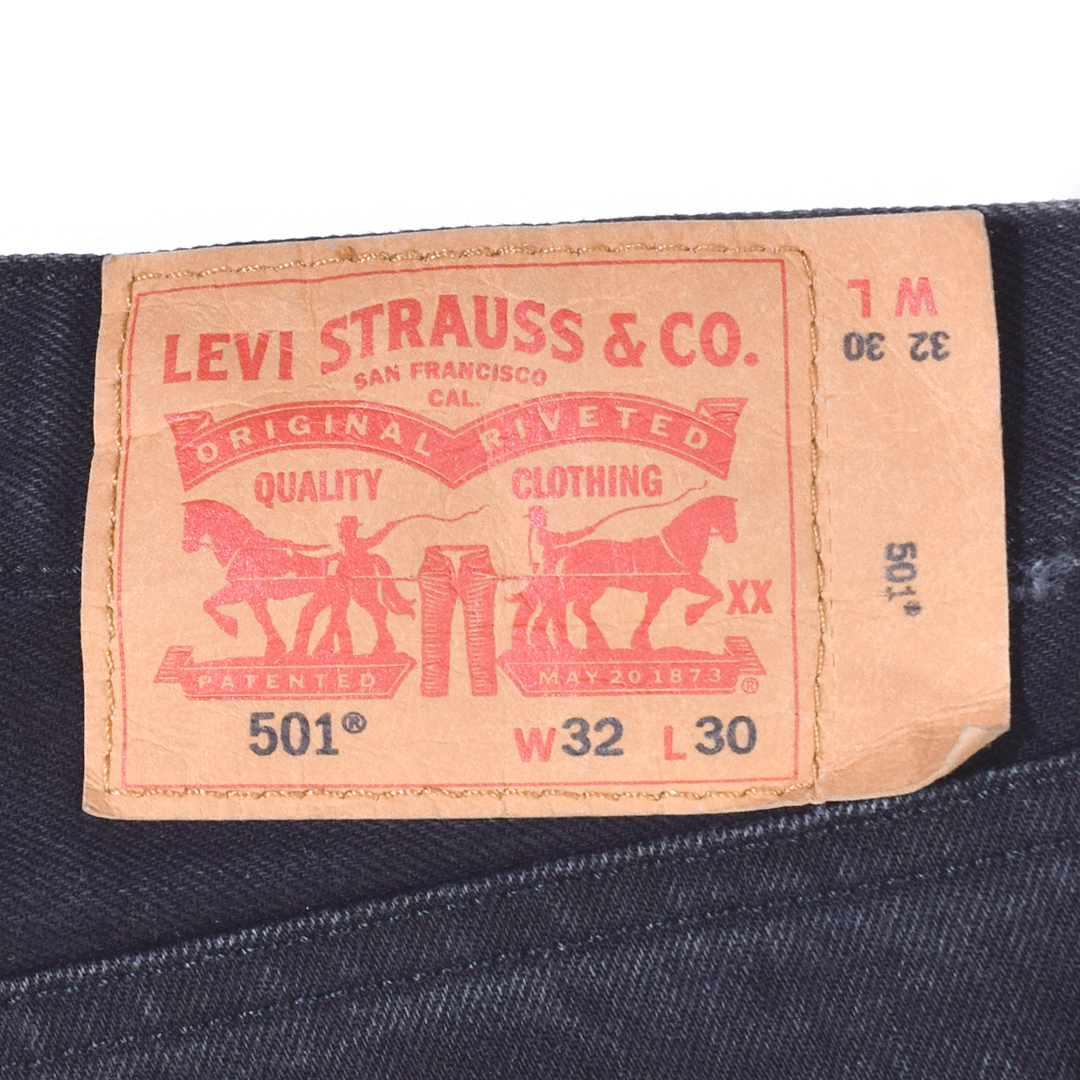 LEVI STRAUSS & CO.
SAN FRANCISCO
CAL.
ORIGINAL RIVETED
QUALITY CLOTHING
XX
PATENTED MAY 20 1873 ®
501® W32 L30
W L
32 30
501®